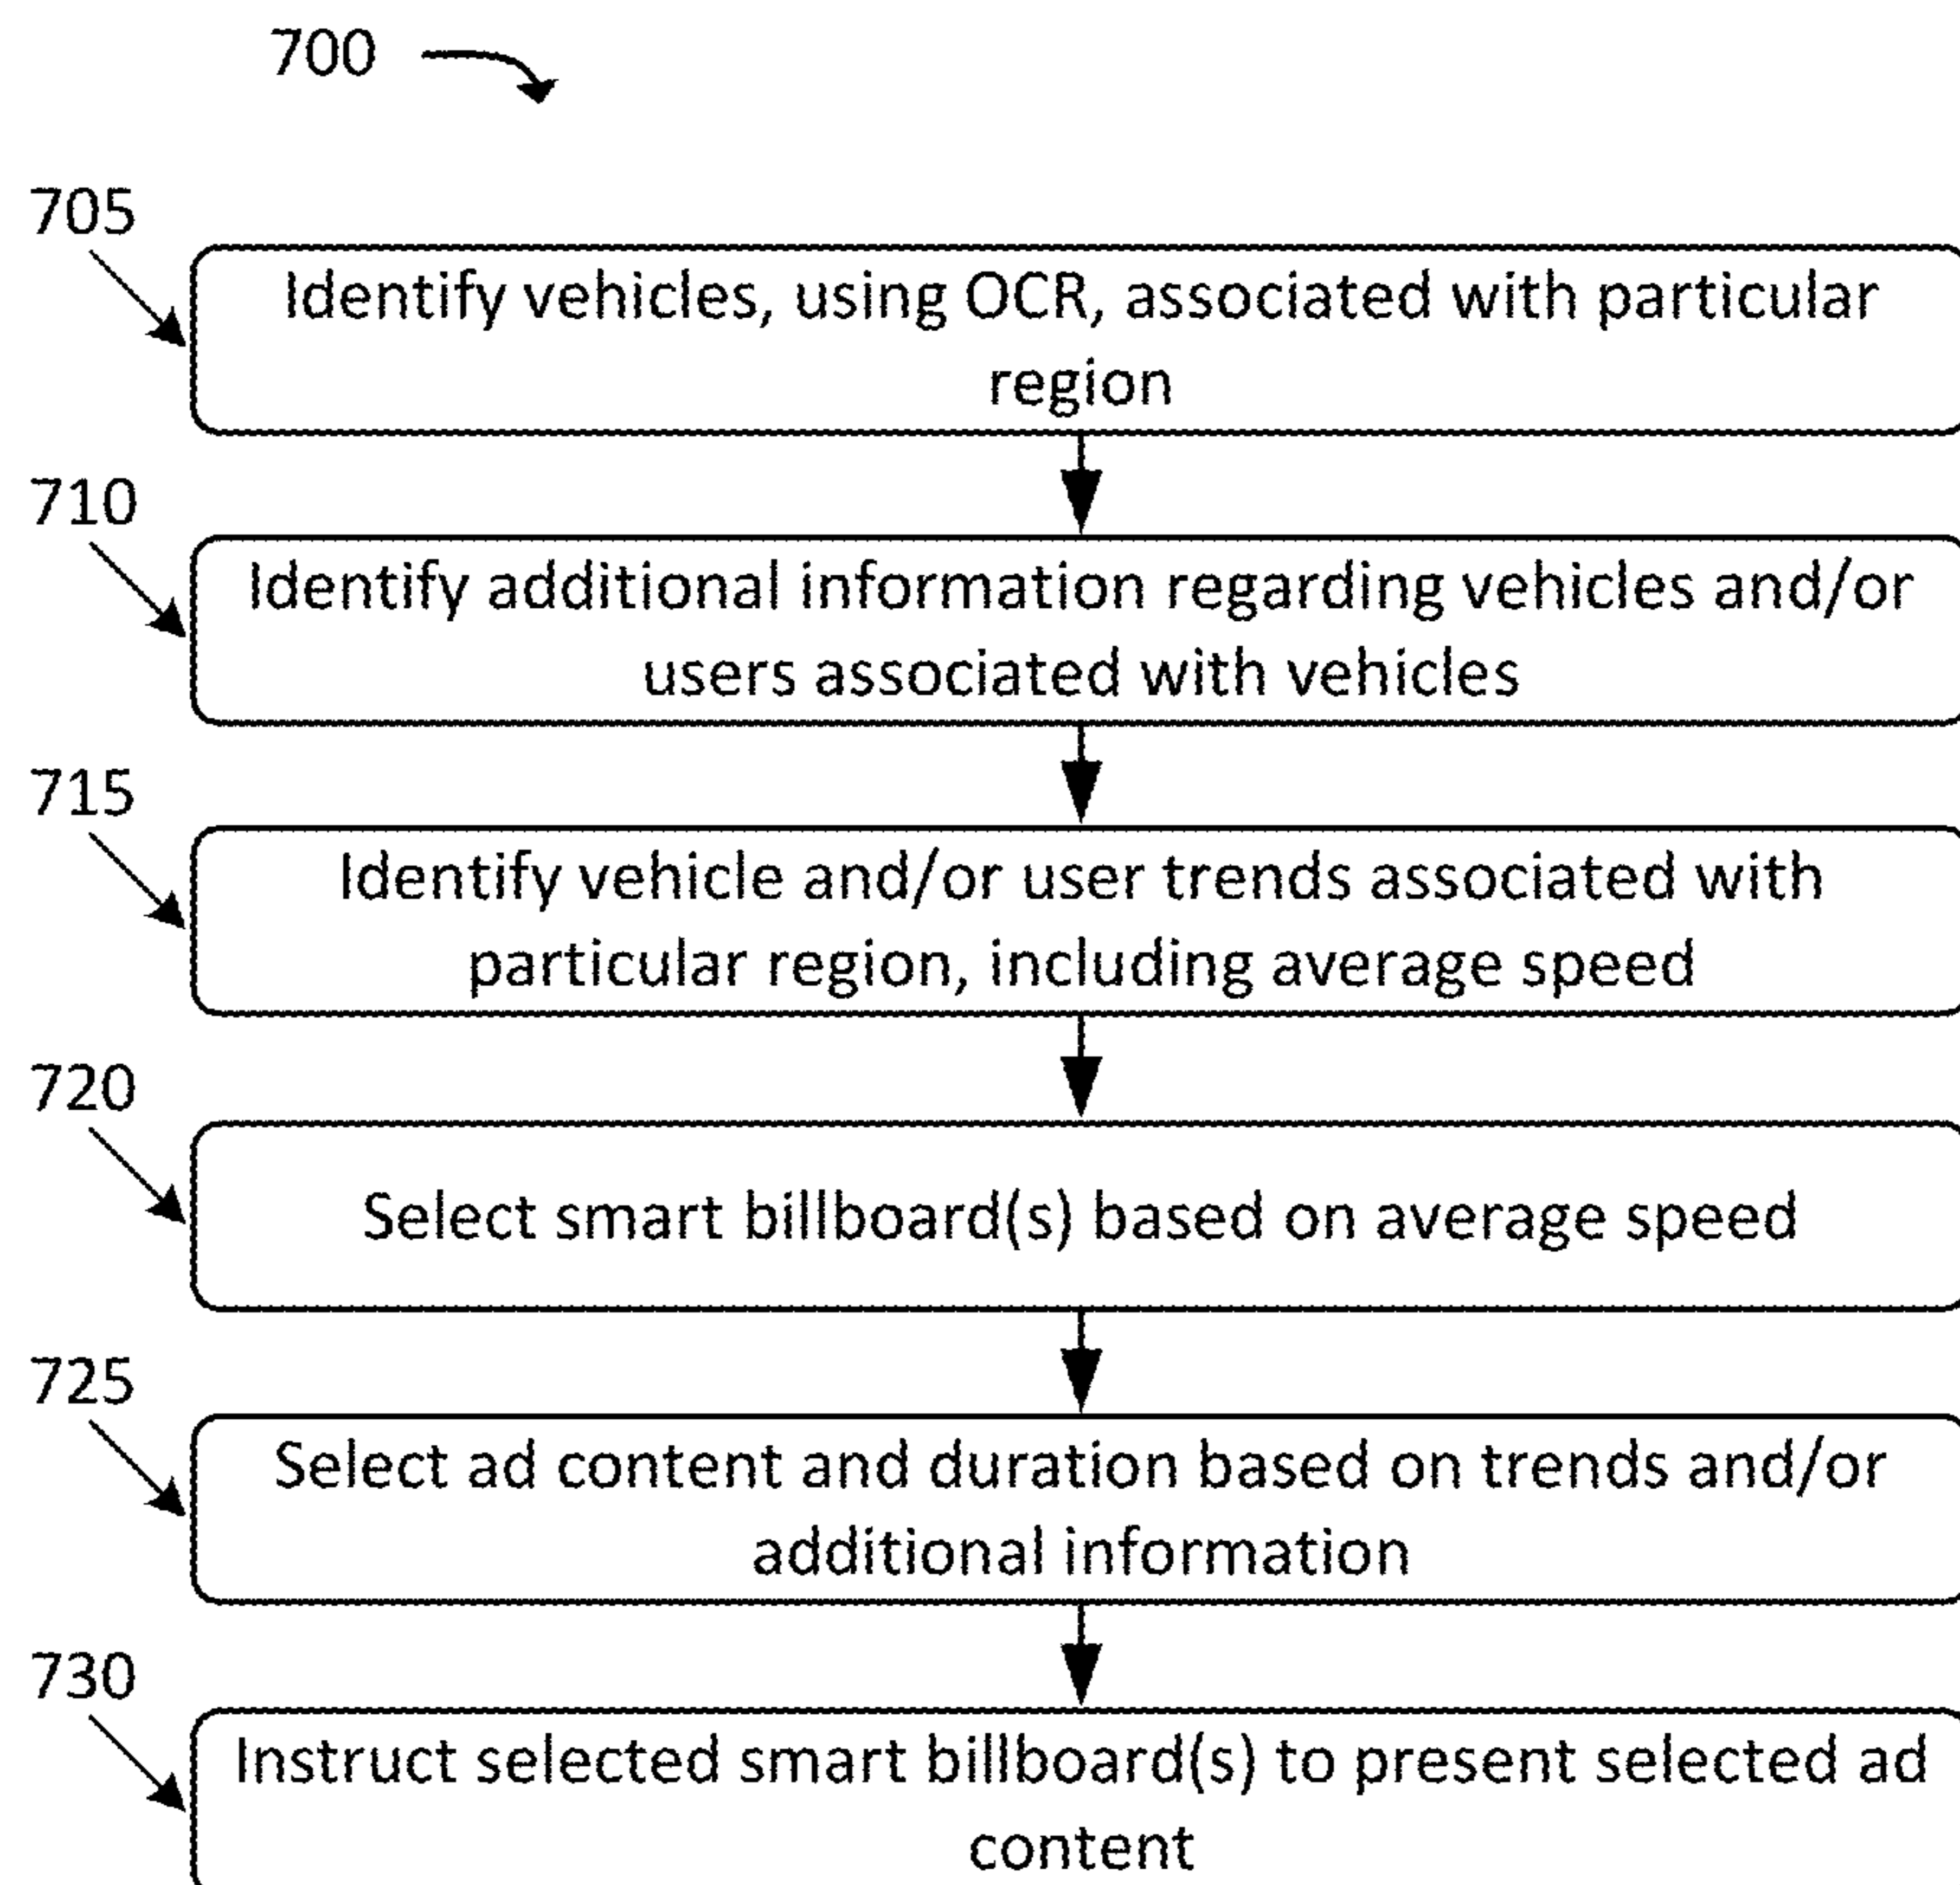 700
705
Identify vehicles, using OCR, associated with particular
region
710
Identify additional information regarding vehicles and/or
users associated with vehicles
715
Identify vehicle and/or user trends associated with
particular region, including average speed
720
Select smart billboard(s) based on average speed
725
Select ad content and duration based on trends and/or
additional information
730
Instruct selected smart billboard(s) to present selected ad
content